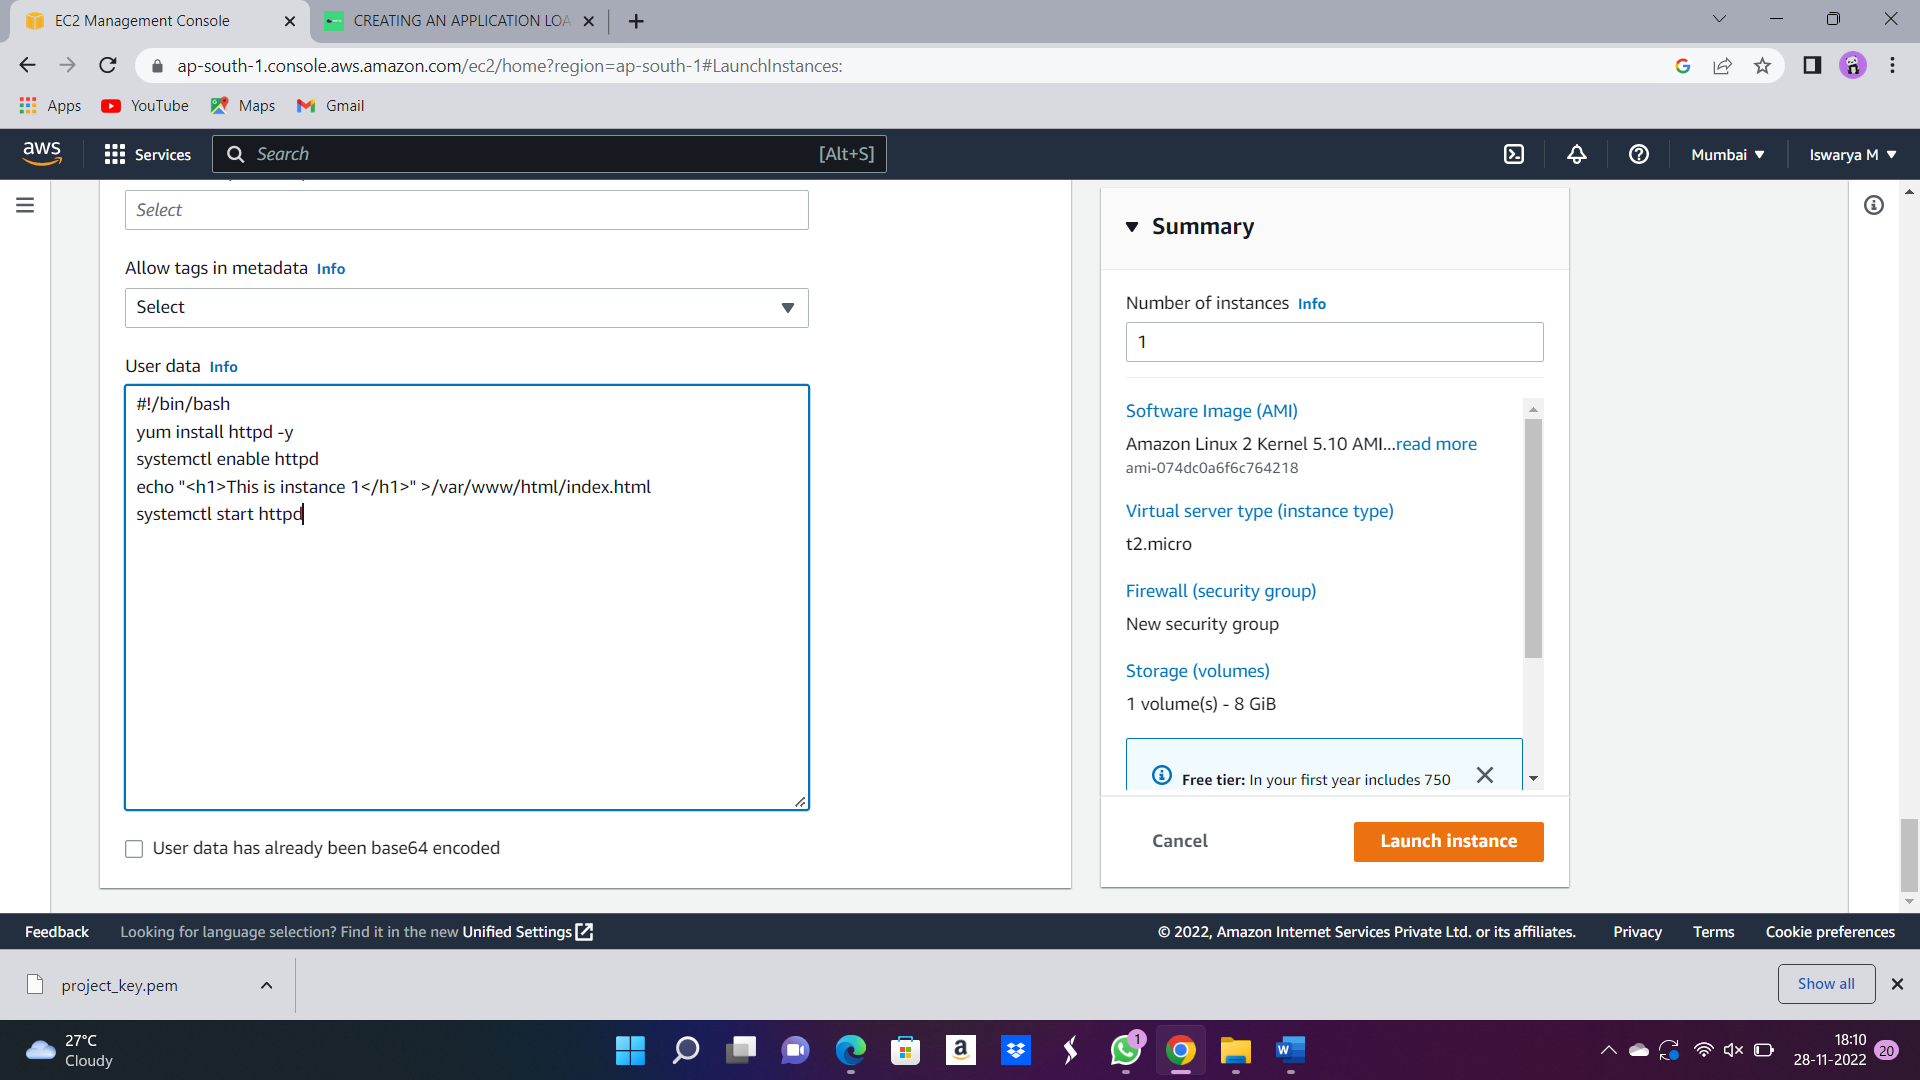 EC2 Management Console
CREATING AN APPLICATION LOA
ap-south-1.console.aws.amazon.com/ec2/home?region=ap-south-1#LaunchInstances:
Apps
YouTube
Maps
Gmail
aws
Services
Search
[Alt+S]
Mumbai
Iswarya M
Select
Allow tags in metadata Info
Select
User data Info
#!/bin/bash
yum install httpd -y
systemctl enable httpd
echo "<h1>This is instance 1</h1>" >/var/www/html/index.html
systemctl start httpd
User data has already been base64 encoded
Summary
Number of instances Info
1
Software Image (AMI)
Amazon Linux 2 Kernel 5.10 AMI...read more
ami-074dc0a6f6c764218
Virtual server type (instance type)
t2.micro
Firewall (security group)
New security group
Storage (volumes)
1 volume(s) - 8 GiB
Free tier: In your first year includes 750
Cancel
Launch instance
Feedback
Looking for language selection? Find it in the new Unified Settings
© 2022, Amazon Internet Services Private Ltd. or its affiliates.
Privacy
Terms
Cookie preferences
project_key.pem
Show all
27°C
Cloudy
a
W
1
18:10
28-11-2022
20